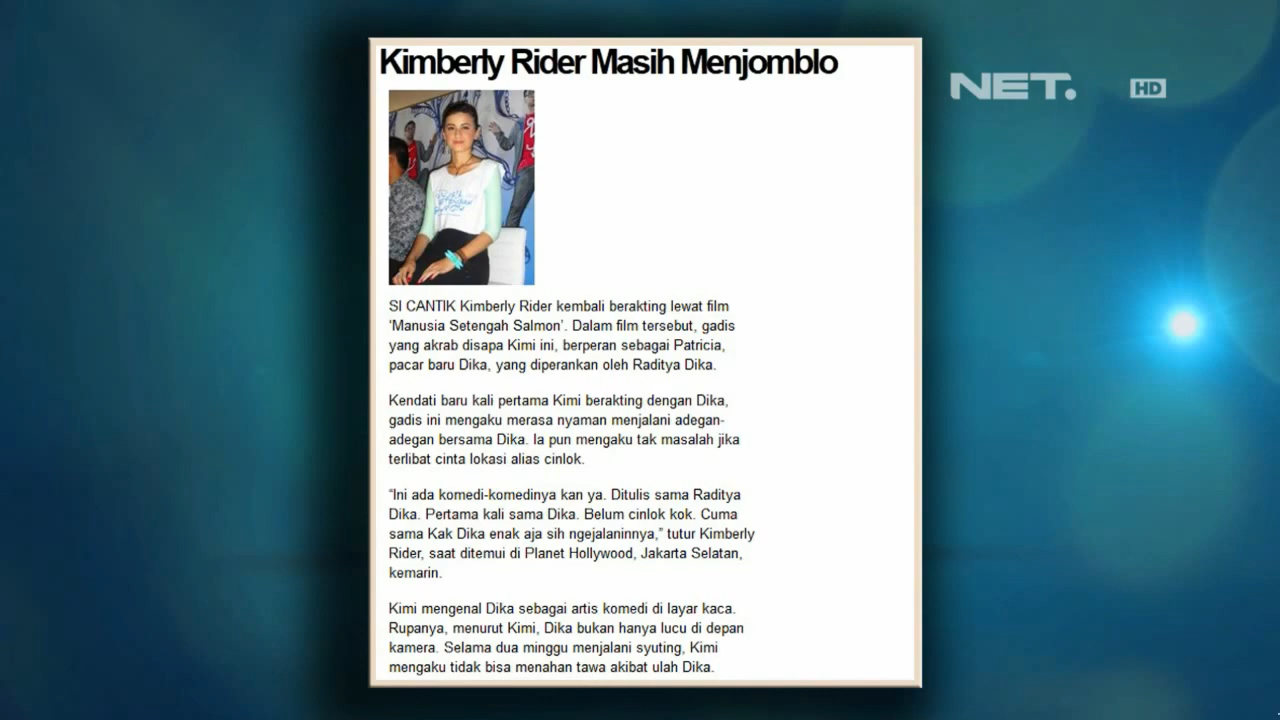 Kimberly Rider Masih Menjomblo
NET.
HD
SI CANTIK Kimberly Rider kembali berakting lewat film
‘Manusia Setengah Salmon’. Dalam film tersebut, gadis
yang akrab disapa Kimi ini, berperan sebagai Patricia,
pacar baru Dika, yang diperankan oleh Raditya Dika.
Kendati baru kali pertama Kimi berakting dengan Dika,
gadis ini mengaku merasa nyaman menjalani adegan-
adegan bersama Dika. Ia pun mengaku tak masalah jika
terlibat cinta lokasi alias cinlok.
“Ini ada komedi-komedinya kan ya. Ditulis sama Raditya
Dika. Pertama kali sama Dika. Belum cinlok kok. Cuma
sama Kak Dika enak aja sih ngejalaninnya,” tutur Kimberly
Rider, saat ditemui di Planet Hollywood, Jakarta Selatan,
kemarin.
Kimi mengenal Dika sebagai artis komedi di layar kaca.
Rupanya, menurut Kimi, Dika bukan hanya lucu di depan
kamera. Selama dua minggu menjalani syuting, Kimi
mengaku tidak bisa menahan tawa akibat ulah Dika.